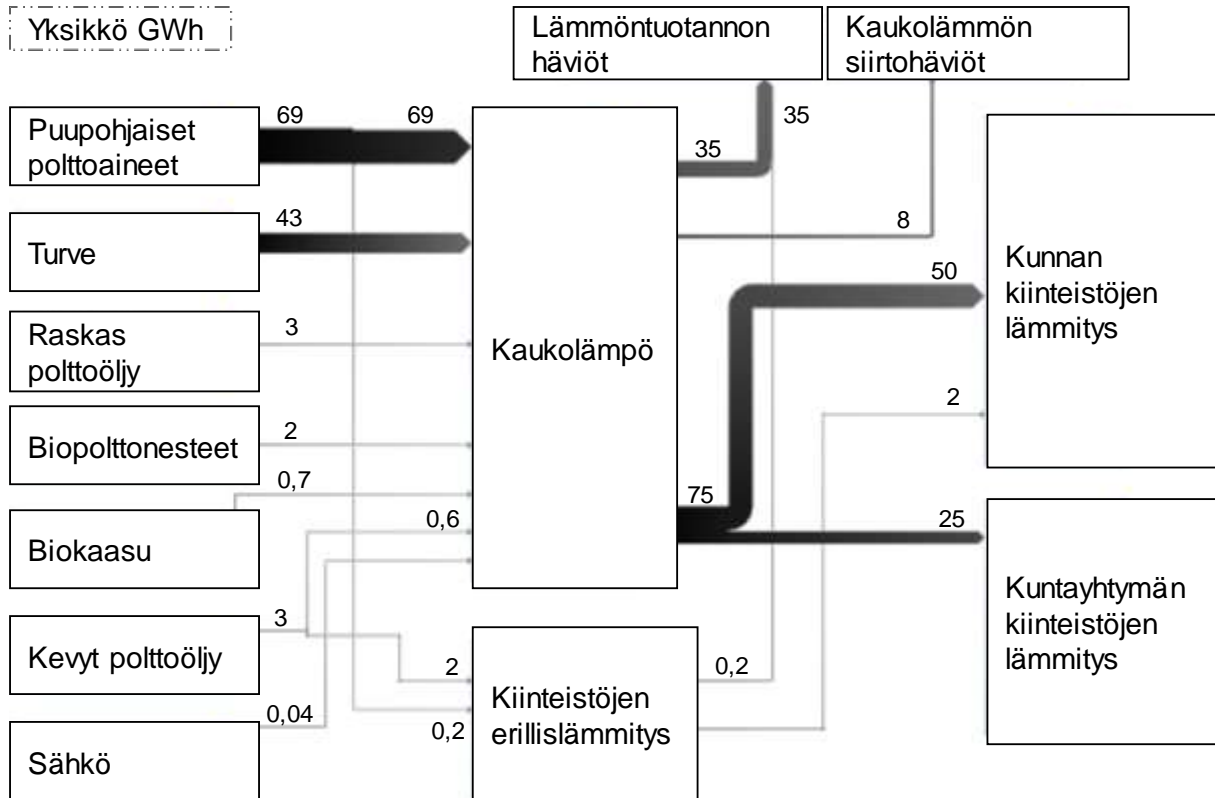 Yksikkö GWh
Lämmöntuotannon
häviöt
Kaukolämmön
siirtohäviöt
Puupohjaiset
polttoaineet
69
69
35
35
Turve
43
8
Kunnan
kiinteistöjen
lämmitys
50
Raskas
polttoöljy
3
Kaukolämpö
2
Biopolttonesteet
2
0,7
75
Biokaasu
0,6
25
Kuntayhtymän
kiinteistöjen
lämmitys
Kevyt polttoöljy
3
2
0,2
Kiinteistöjen
erillislämmitys
0,2
Sähkö
0,04